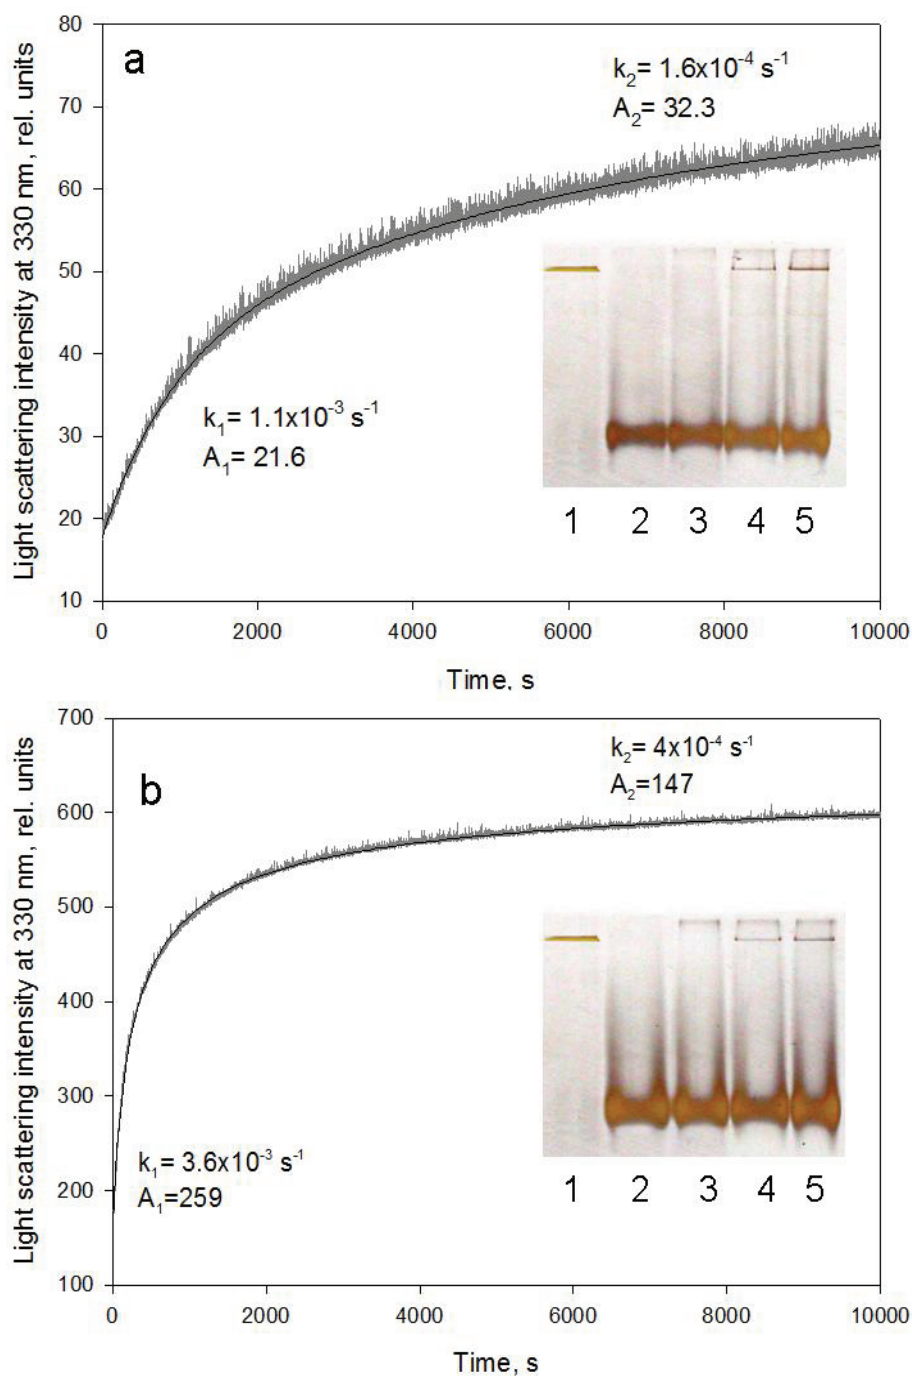 80
70
60
50
40
30
20
10
Light scattering intensity at 330 nm, rel. units
a
k₂= 1.6x10⁻⁴ s⁻¹
A₂= 32.3
k₁= 1.1x10⁻³ s⁻¹
A₁= 21.6
1 2 3 4 5
0 2000 4000 6000 8000 10000
Time, s
700
600
500
400
300
200
100
Light scattering intensity at 330 nm, rel. units
b
k₂= 4x10⁻⁴ s⁻¹
A₂=147
k₁= 3.6x10⁻³ s⁻¹
A₁=259
1 2 3 4 5
0 2000 4000 6000 8000 10000
Time, s